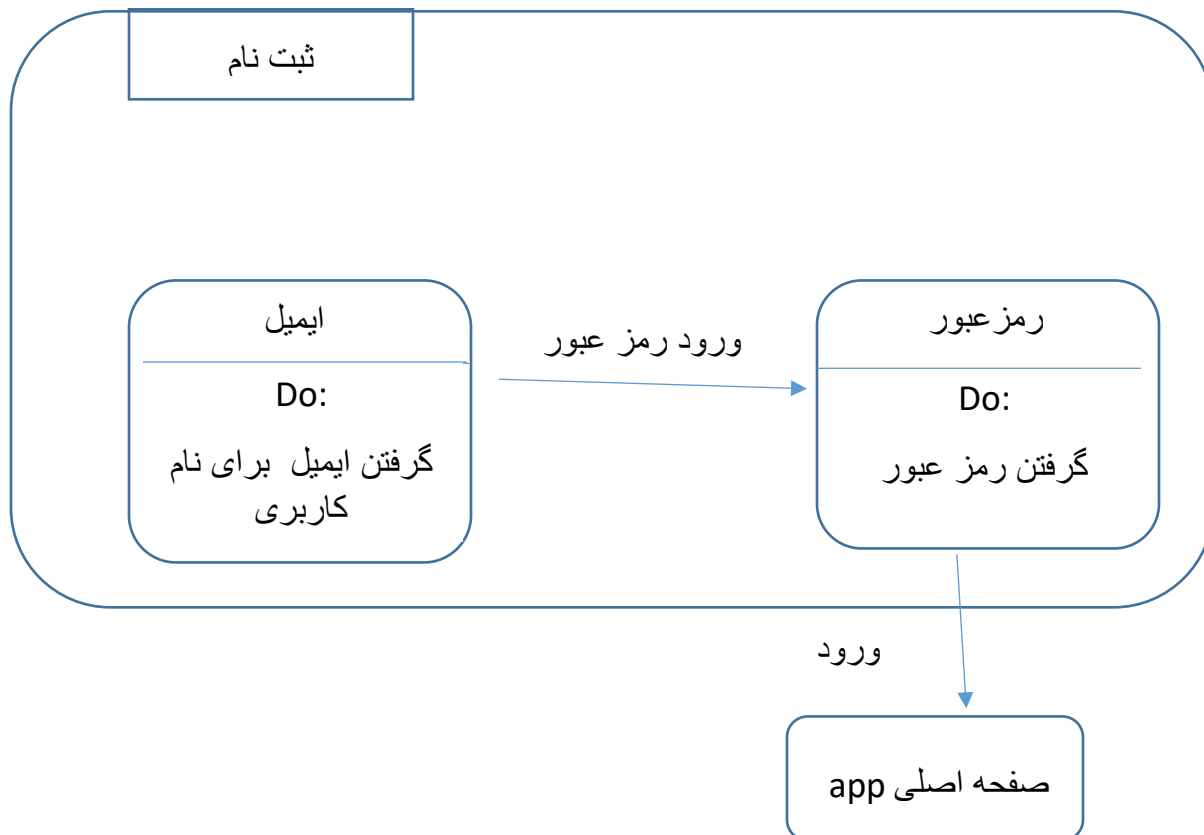 ثبت نام
ایمیل
Do:
گرفتن ایمیل برای نام
کاربری
ورود رمز عبور
رمزعبور
Do:
گرفتن رمز عبور
ورود
صفحه اصلی app